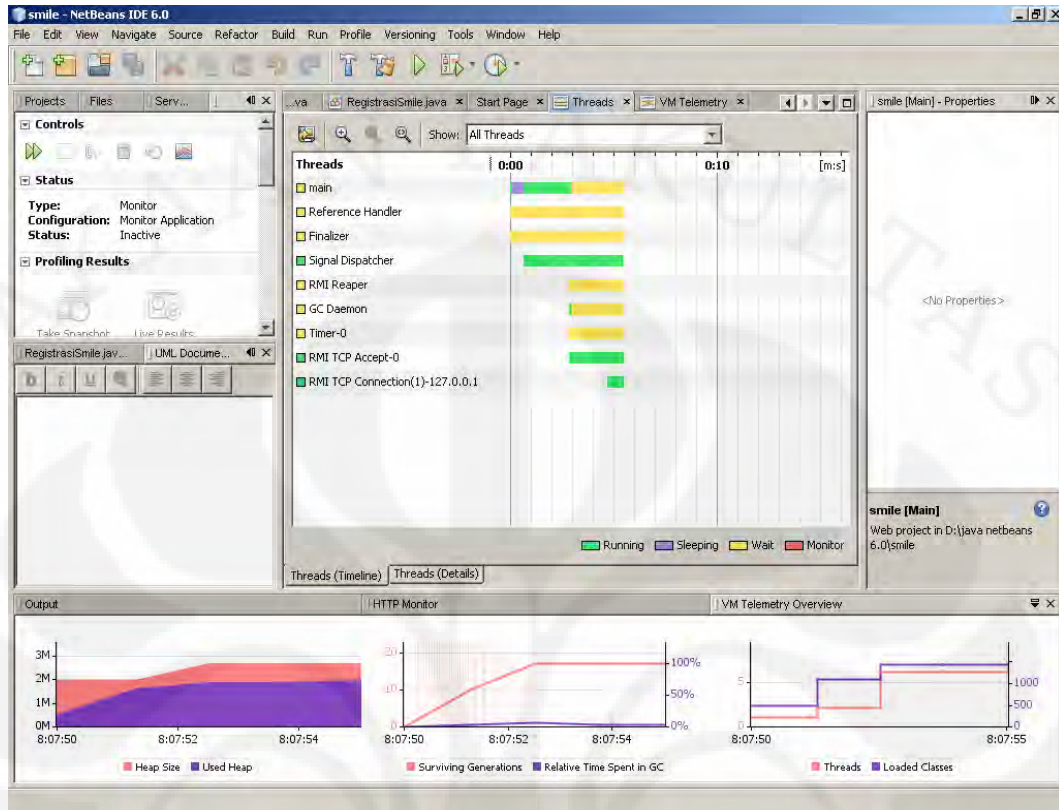 smile - NetBeans IDE 6.0
File Edit View Navigate Source Refactor Build Run Profile Versioning Tools Window Help
Projects Files Serv...
...va RegistrasiSmile.java Start Page Threads VM Telemetry
smile [Main] - Properties
Controls
Show: All Threads
Threads 0:00 0:10 [m:s]
Status
main
Type: Monitor
Reference Handler
Configuration: Monitor Application
Status: Inactive
Finalizer
Profiling Results
Signal Dispatcher
RMI Reaper
<No Properties>
GC Daemon
Take Snapshot Live Results
Timer-0
RegistrasiSmile.jav... UML Docume...
RMI TCP Accept-0
b i U
RMI TCP Connection(1)-127.0.0.1
smile [Main]
Web project in D:\java netbeans
6.0\smile
Running Sleeping Wait Monitor
Threads (Timeline) Threads (Details)
Output HTTP Monitor VM Telemetry Overview
3M
2M
1M
0M
8:07:50 8:07:52 8:07:54
Heap Size Used Heap
20
10
0
100%
50%
0%
8:07:50 8:07:52 8:07:54
Surviving Generations Relative Time Spent in GC
5
0
1000
500
0
8:07:50 8:07:55
Threads Loaded Classes